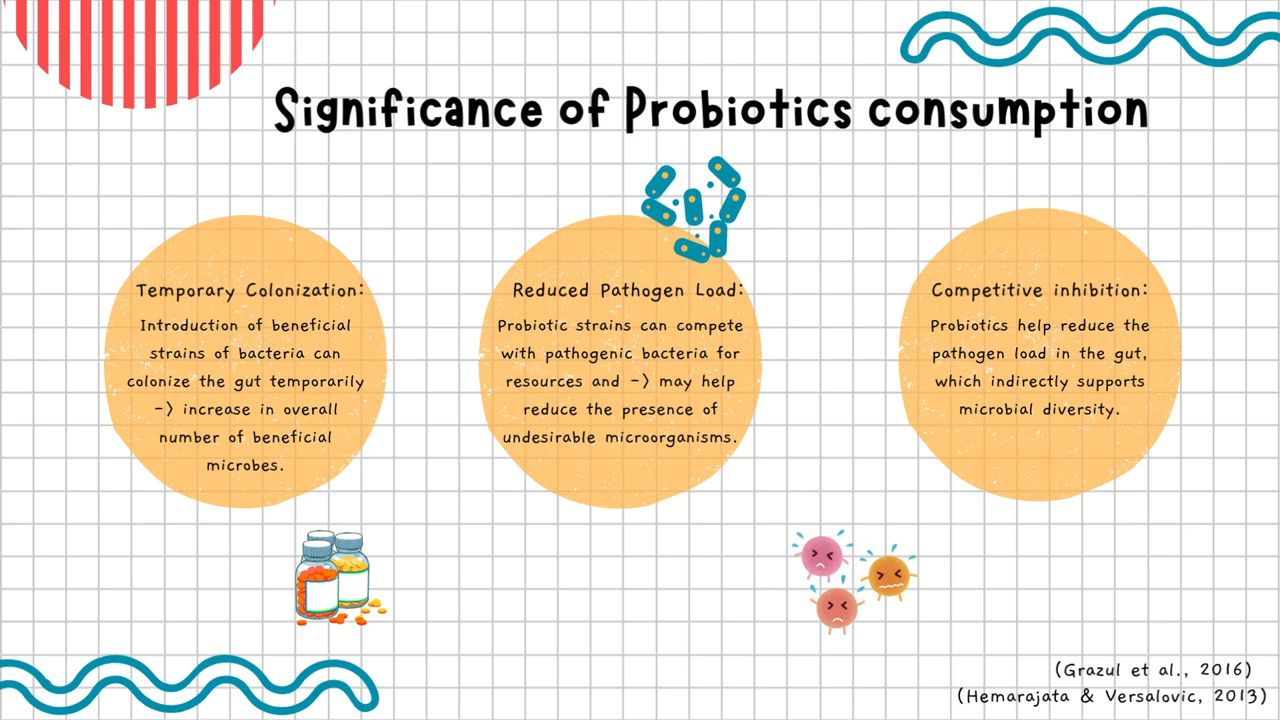 Significance of Probiotics consumption
Temporary Colonization:
Introduction of beneficial
strains of bacteria can
colonize the gut temporarily
-> increase in overall
number of beneficial
microbes.
Reduced Pathogen Load:
Probiotic strains can compete
with pathogenic bacteria for
resources and -> may help
reduce the presence of
undesirable microorganisms.
Competitive inhibition:
Probiotics help reduce the
pathogen load in the gut,
which indirectly supports
microbial diversity.
(Grazul et al., 2016)
(Hemarajata & Versalovic, 2013)